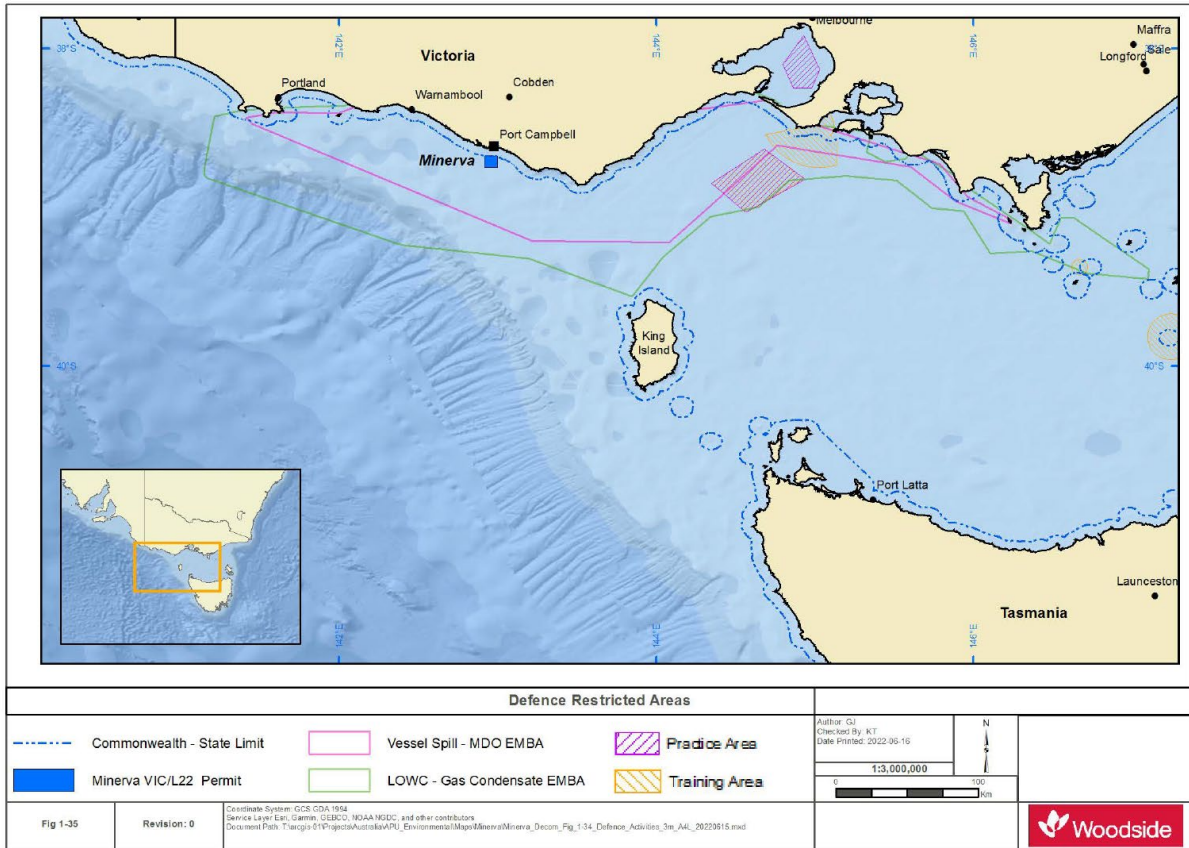 Melbourne
Maffra
38°S
142°E
144°E
146°E
38°S
Longford
Sale
Victoria
Portland
Cobden
Warnambool
Port Campbell
Minerva
King
Island
40°S
40°S
Port Latta
Launceston
Tasmania
142°E
144°E
146°E
Defence Restricted Areas
Commonwealth - State Limit
Vessel Spill - MDO EMBA
Practice Area
Minerva VIC/L22 Permit
LOWC - Gas Condensate EMBA
Training Area
Author: GJ
Checked By: KT
Date Printed: 2022-06-16
N
1:3,000,000
0 100
Km
Fig 1-35
Revision: 0
Coordinate System: GCS GDA 1994
Service Layer Esri, Garmin, GEBCO, NOAA NGDC, and other contributors
Woodside